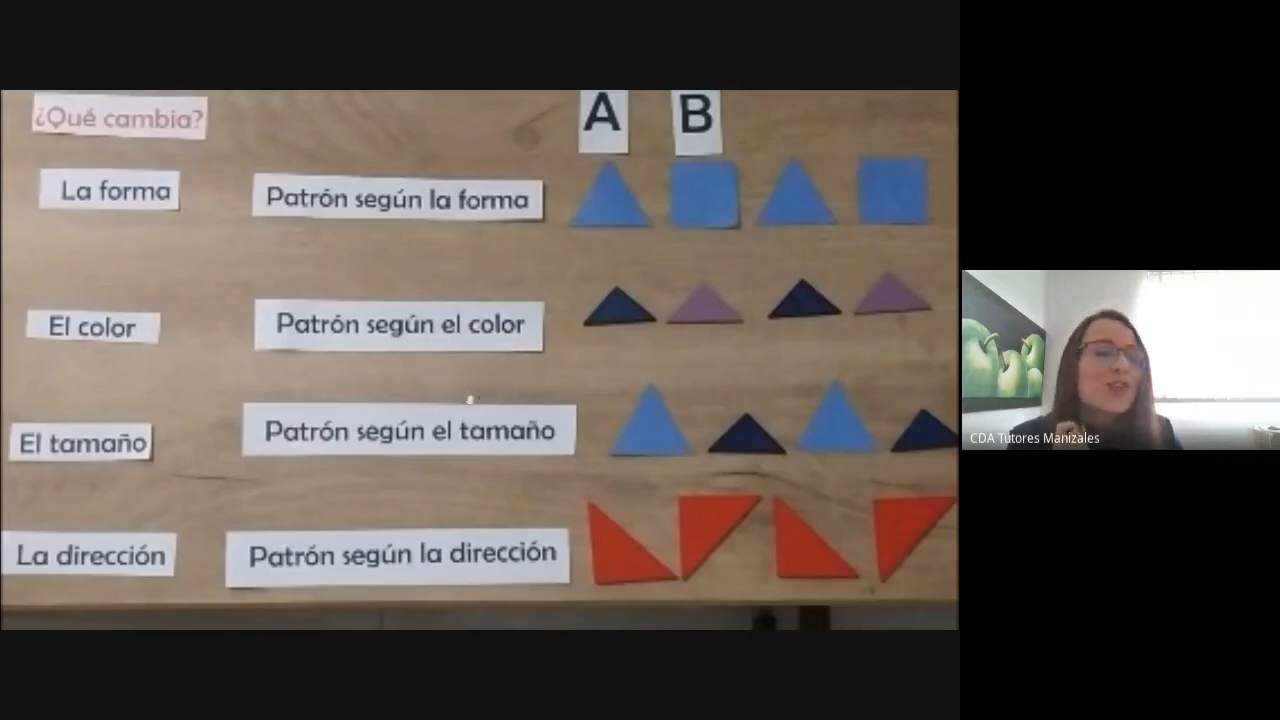 ¿Qué cambia?
A B
La forma
Patrón según la forma
El color
Patrón según el color
El tamaño
Patrón según el tamaño
La dirección
Patrón según la dirección
CDA Tutores Manizales